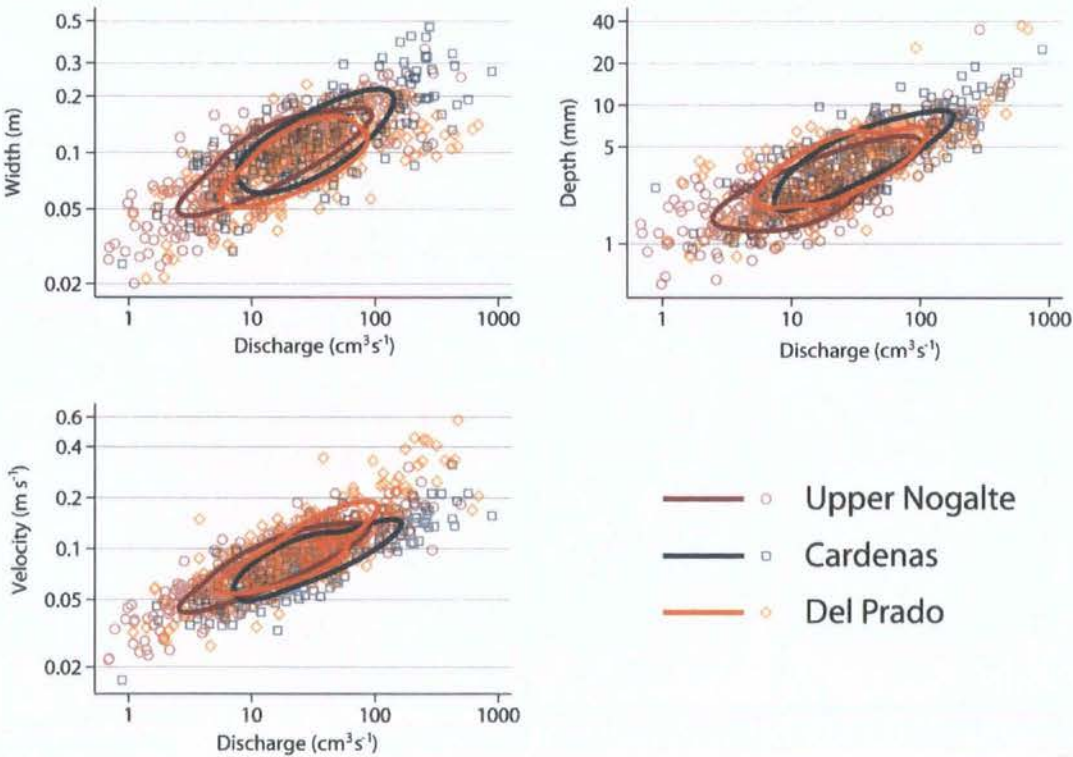 0.5
0.3
0.2
0.1
0.05
0.02
Width (m)
1 10 100 1000
Discharge (cm³s⁻¹)
40
20
10
5
1
Depth (mm)
1 10 100 1000
Discharge (cm³s⁻¹)
0.6
0.4
0.2
0.1
0.05
0.02
Velocity (m s⁻¹)
1 10 100 1000
Discharge (cm³s⁻¹)
Upper Nogalte
Cardenas
Del Prado